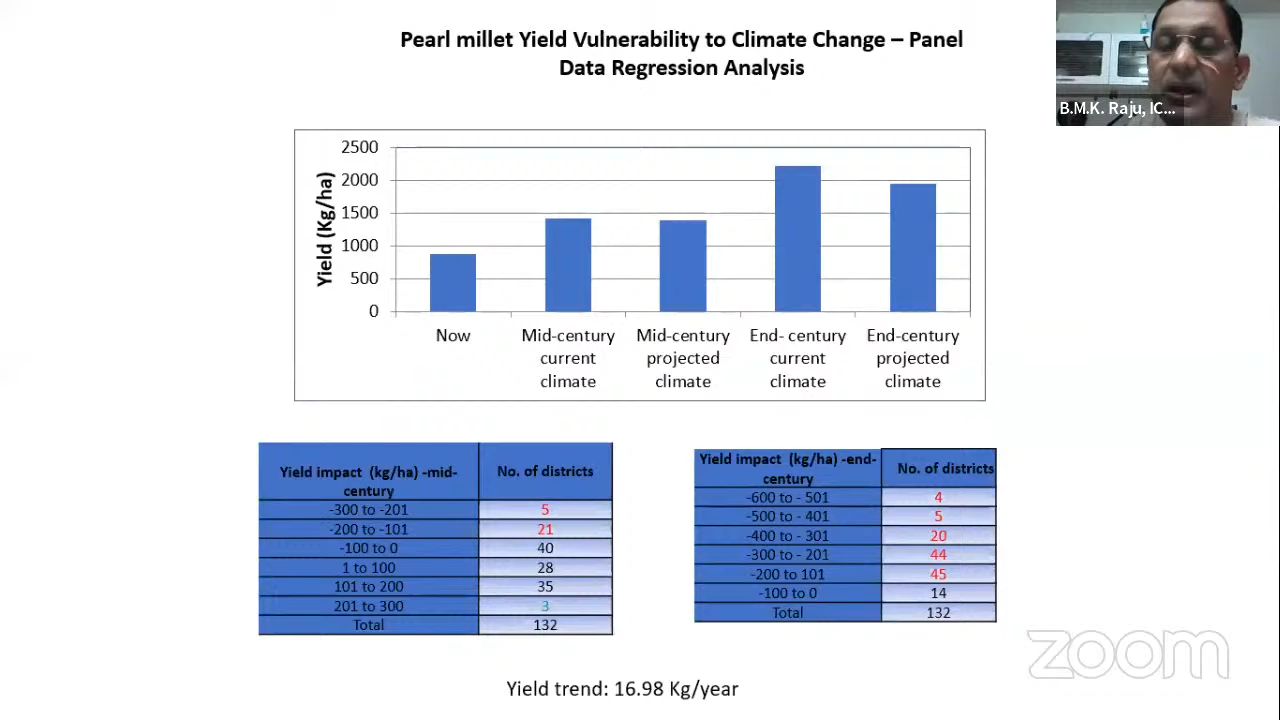 Pearl millet Yield Vulnerability to Climate Change – Panel
Data Regression Analysis
B.M.K. Raju, IC...
Yield (Kg/ha)
2500
2000
1500
1000
500
0
Now
Mid-century
current
climate
Mid-century
projected
climate
End- century
current
climate
End-century
projected
climate
Yield impact (kg/ha) -mid-
century
No. of districts
-300 to -201 5
-200 to -101 21
-100 to 0 40
1 to 100 28
101 to 200 35
201 to 300 3
Total 132
Yield impact (kg/ha) -end-
century
No. of districts
-600 to - 501 4
-500 to - 401 5
-400 to - 301 20
-300 to - 201 44
-200 to 101 45
-100 to 0 14
Total 132
zoom
Yield trend: 16.98 Kg/year